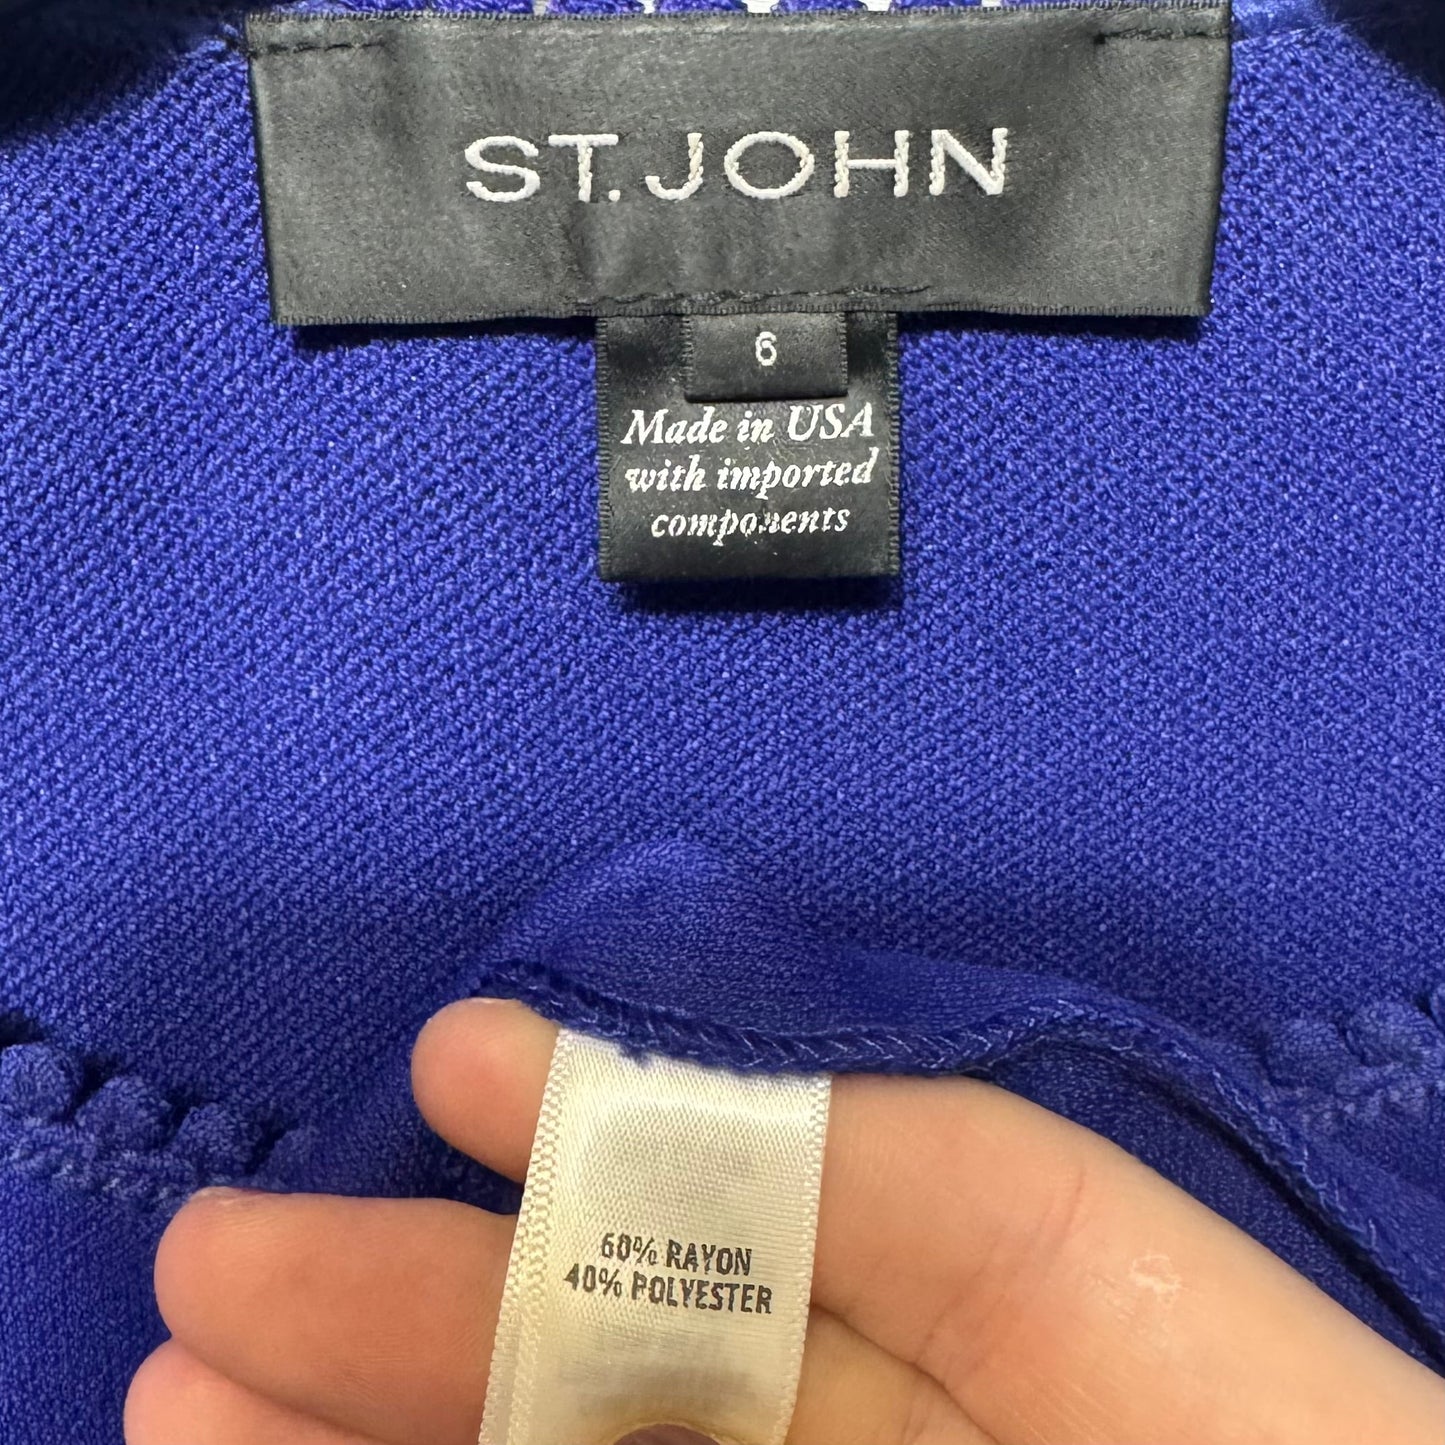 ST. JOHN
6
Made in USA
with imported
components
60% RAYON
40% POLYESTER